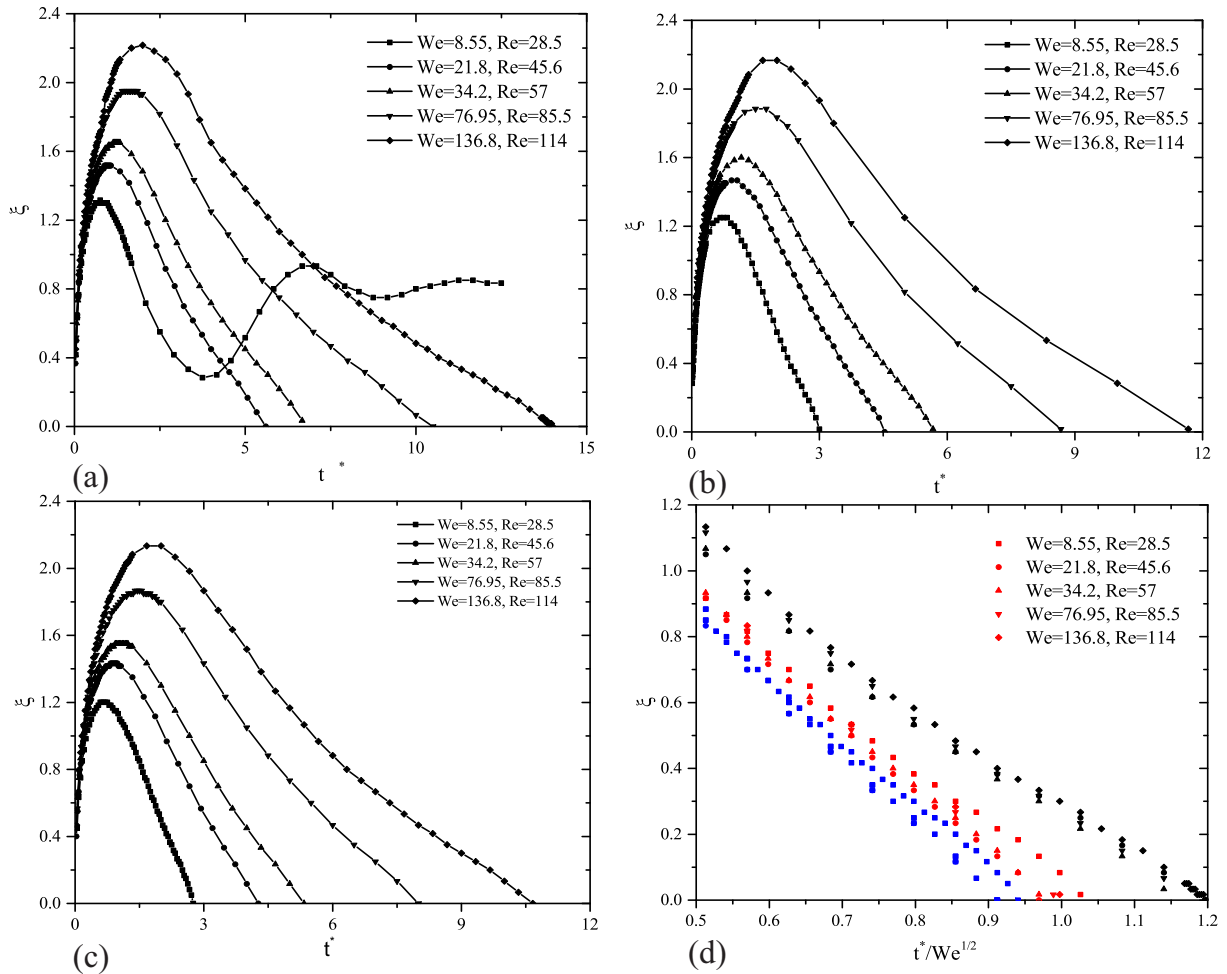 2.4
2.0
1.6
1.2
0.8
0.4
0.0
ξ
0 5 10 15
t *
(a)
We=8.55, Re=28.5
We=21.8, Re=45.6
We=34.2, Re=57
We=76.95, Re=85.5
We=136.8, Re=114
2.4
2.0
1.6
1.2
0.8
0.4
0.0
ξ
0 3 6 9 12
t*
(b)
We=8.55, Re=28.5
We=21.8, Re=45.6
We=34.2, Re=57
We=76.95, Re=85.5
We=136.8, Re=114
2.4
2.0
1.6
1.2
0.8
0.4
0.0
ξ
0 3 6 9 12
t*
(c)
We=8.55, Re=28.5
We=21.8, Re=45.6
We=34.2, Re=57
We=76.95, Re=85.5
We=136.8, Re=114
1.2
1.0
0.8
0.6
0.4
0.2
0.0
ξ
0.5 0.6 0.7 0.8 0.9 1.0 1.1 1.2
t*/We1/2
(d)
We=8.55, Re=28.5
We=21.8, Re=45.6
We=34.2, Re=57
We=76.95, Re=85.5
We=136.8, Re=114